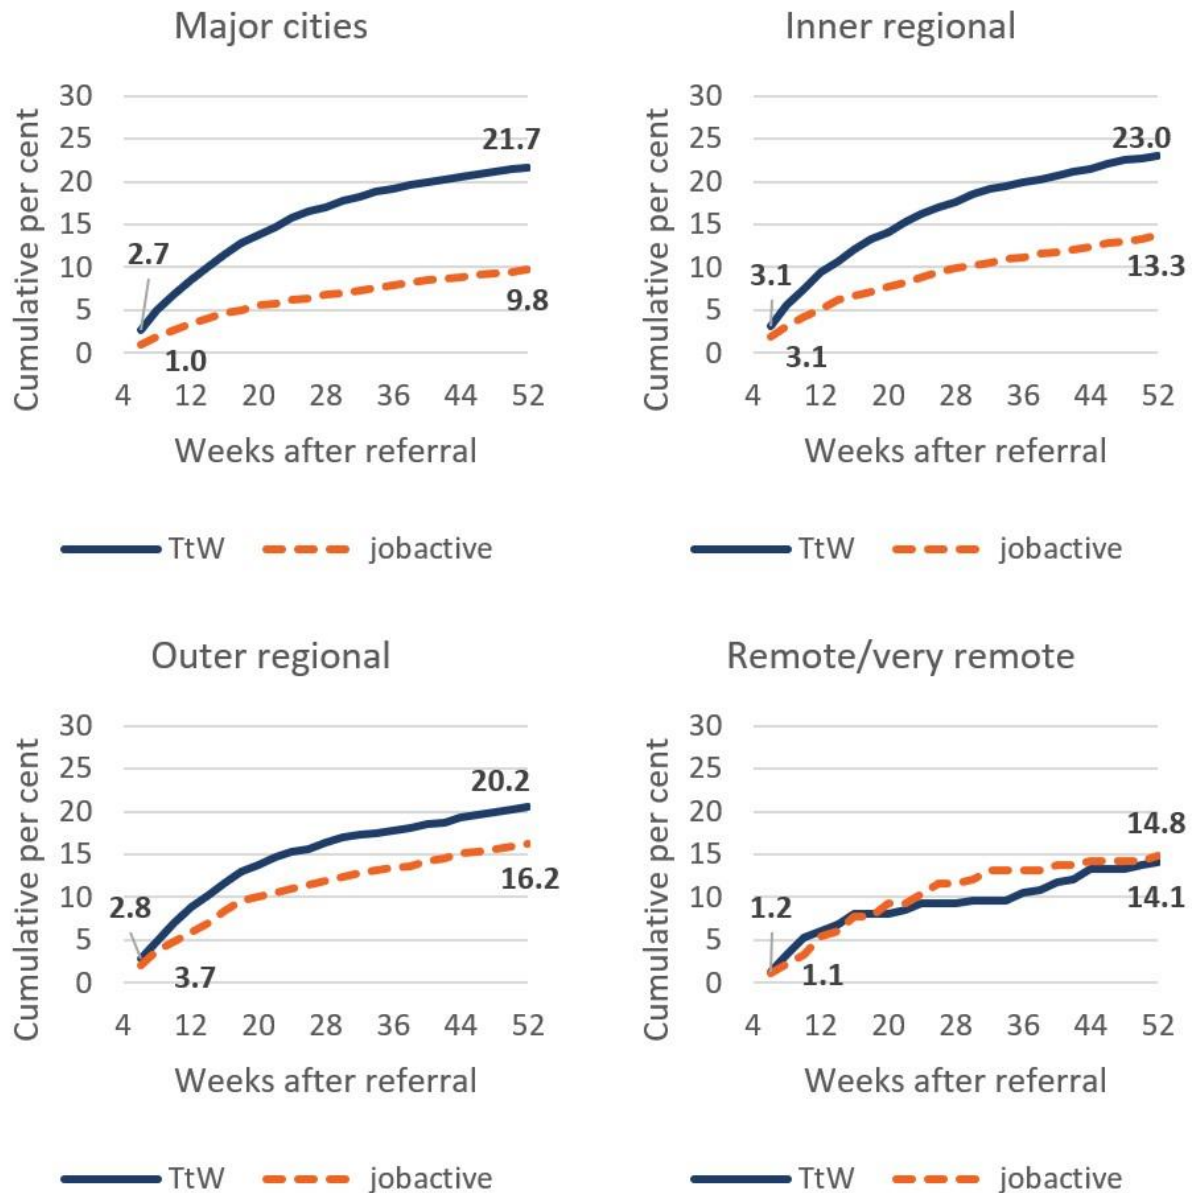 Major cities
Cumulative per cent
30
25
20
15
10
5
0
21.7
2.7
9.8
1.0
4 12 20 28 36 44 52
Weeks after referral
TtW jobactive
Inner regional
Cumulative per cent
30
25
20
15
10
5
0
23.0
3.1
13.3
3.1
4 12 20 28 36 44 52
Weeks after referral
TtW jobactive
Outer regional
Cumulative per cent
30
25
20
15
10
5
0
20.2
2.8
16.2
3.7
4 12 20 28 36 44 52
Weeks after referral
TtW jobactive
Remote/very remote
Cumulative per cent
30
25
20
15
10
5
0
14.8
1.2
14.1
1.1
4 12 20 28 36 44 52
Weeks after referral
TtW jobactive